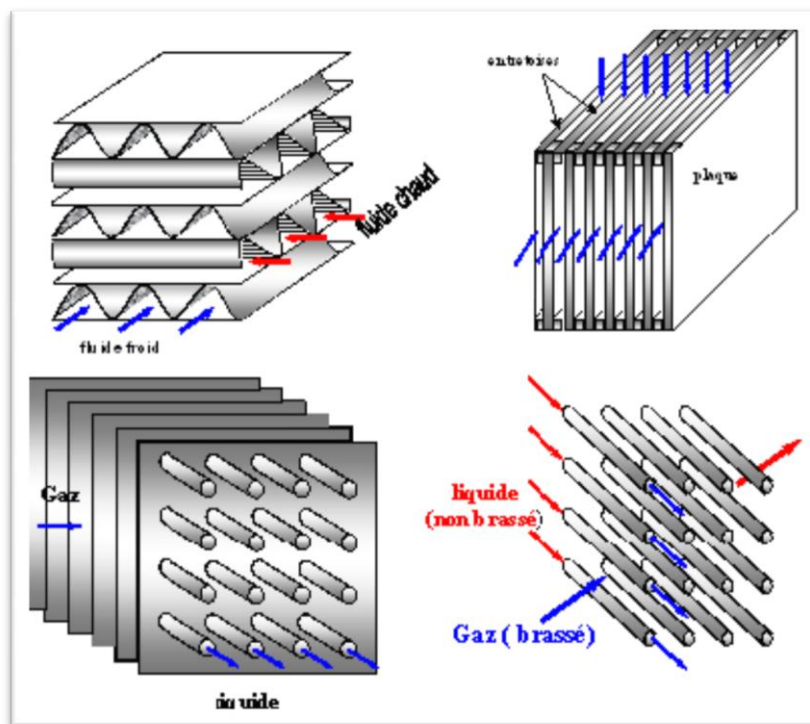 entretoises
plaque
fluide chaud
fluide froid
Gaz
liquide
(non brassé)
Gaz ( brassé)
liquide